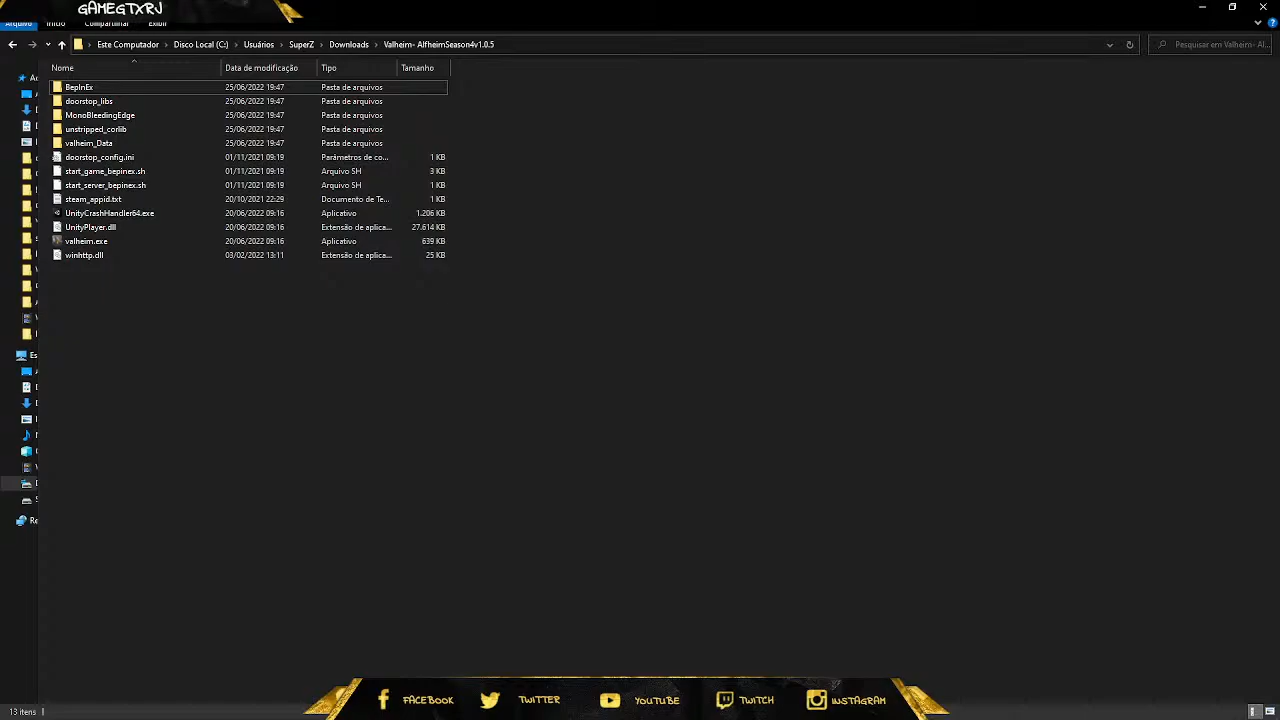 GAMEGTXRJ
Arquivo Início Compartilhar Exibir
Este Computador > Disco Local (C:) > Usuários > SuperZ > Downloads > Valheim- AlfheimSeason4v1.0.5
Pesquisar em Valheim- Al...
Nome Data de modificação Tipo Tamanho
BepInEx 25/06/2022 19:47 Pasta de arquivos
doorstop_libs 25/06/2022 19:47 Pasta de arquivos
MonoBleedingEdge 25/06/2022 19:47 Pasta de arquivos
unstripped_corlib 25/06/2022 19:47 Pasta de arquivos
valheim_Data 25/06/2022 19:47 Pasta de arquivos
doorstop_config.ini 01/11/2021 09:19 Parâmetros de co... 1 KB
start_game_bepinex.sh 01/11/2021 09:19 Arquivo SH 3 KB
start_server_bepinex.sh 01/11/2021 09:19 Arquivo SH 1 KB
steam_appid.txt 20/10/2021 22:29 Documento de Te... 1 KB
UnityCrashHandler64.exe 20/06/2022 09:16 Aplicativo 1.206 KB
UnityPlayer.dll 20/06/2022 09:16 Extensão de aplica... 27.614 KB
valheim.exe 20/06/2022 09:16 Aplicativo 639 KB
winhttp.dll 03/02/2022 13:11 Extensão de aplica... 25 KB
FACEBOOK TWITTER YOUTUBE TWITCH INSTAGRAM
13 itens